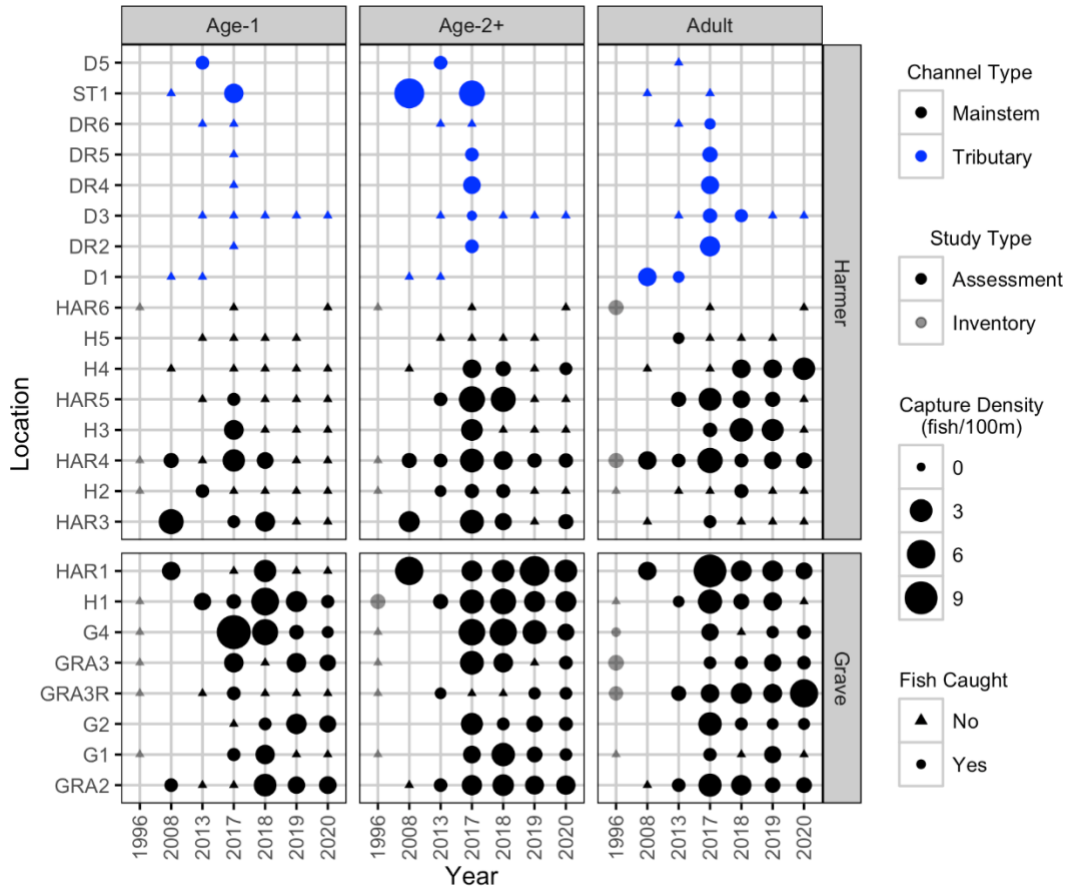 Age-1 Age-2+ Adult
D5
ST1
DR6
DR5
DR4
D3
DR2
D1
HAR6
H5
H4
HAR5
H3
HAR4
H2
HAR3
Harmer
HAR1
H1
G4
GRA3
GRA3R
G2
G1
GRA2
Grave
Location
1996 2008 2013 2017 2018 2019 2020 1996 2008 2013 2017 2018 2019 2020 1996 2008 2013 2017 2018 2019 2020
Year
Channel Type
Mainstem
Tributary
Study Type
Assessment
Inventory
Capture Density
(fish/100m)
0
3
6
9
Fish Caught
No
Yes